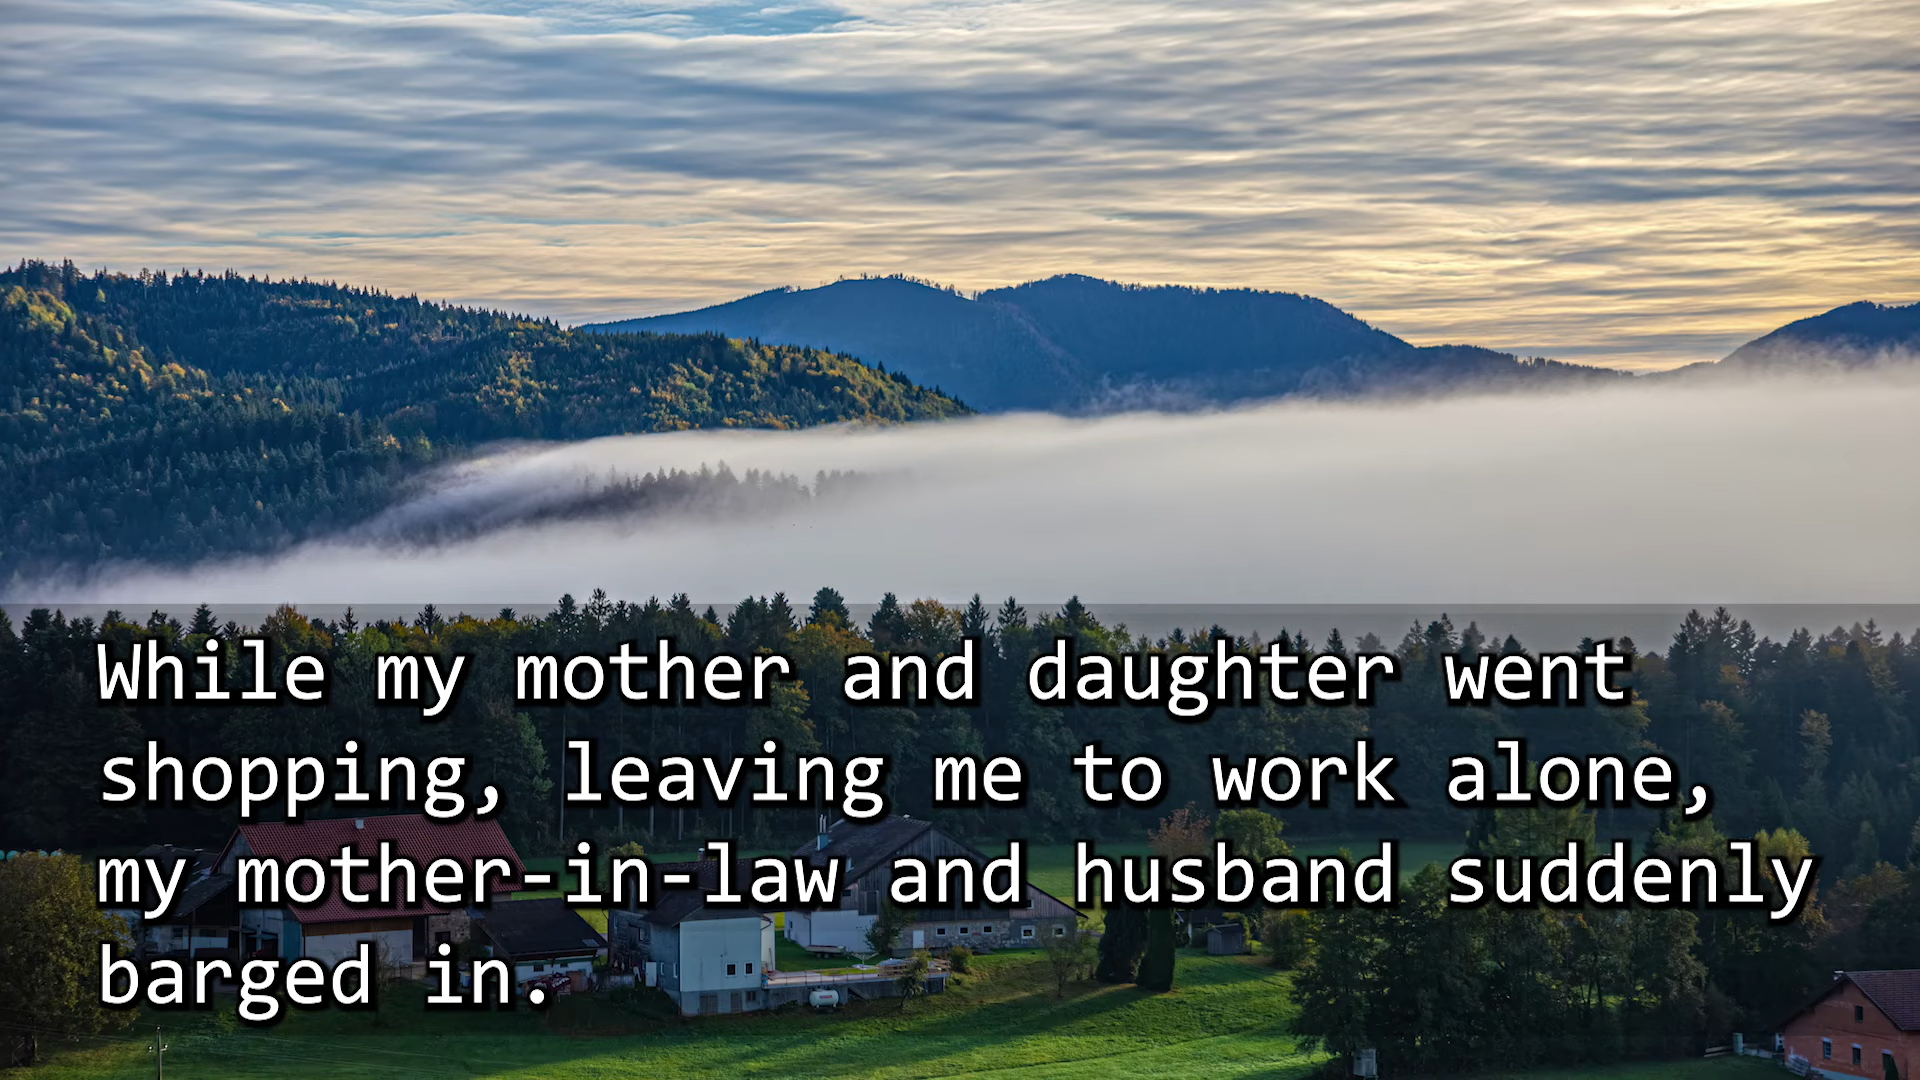 While my mother and daughter went
shopping, leaving me to work alone,
my mother-in-law and husband suddenly
barged in.